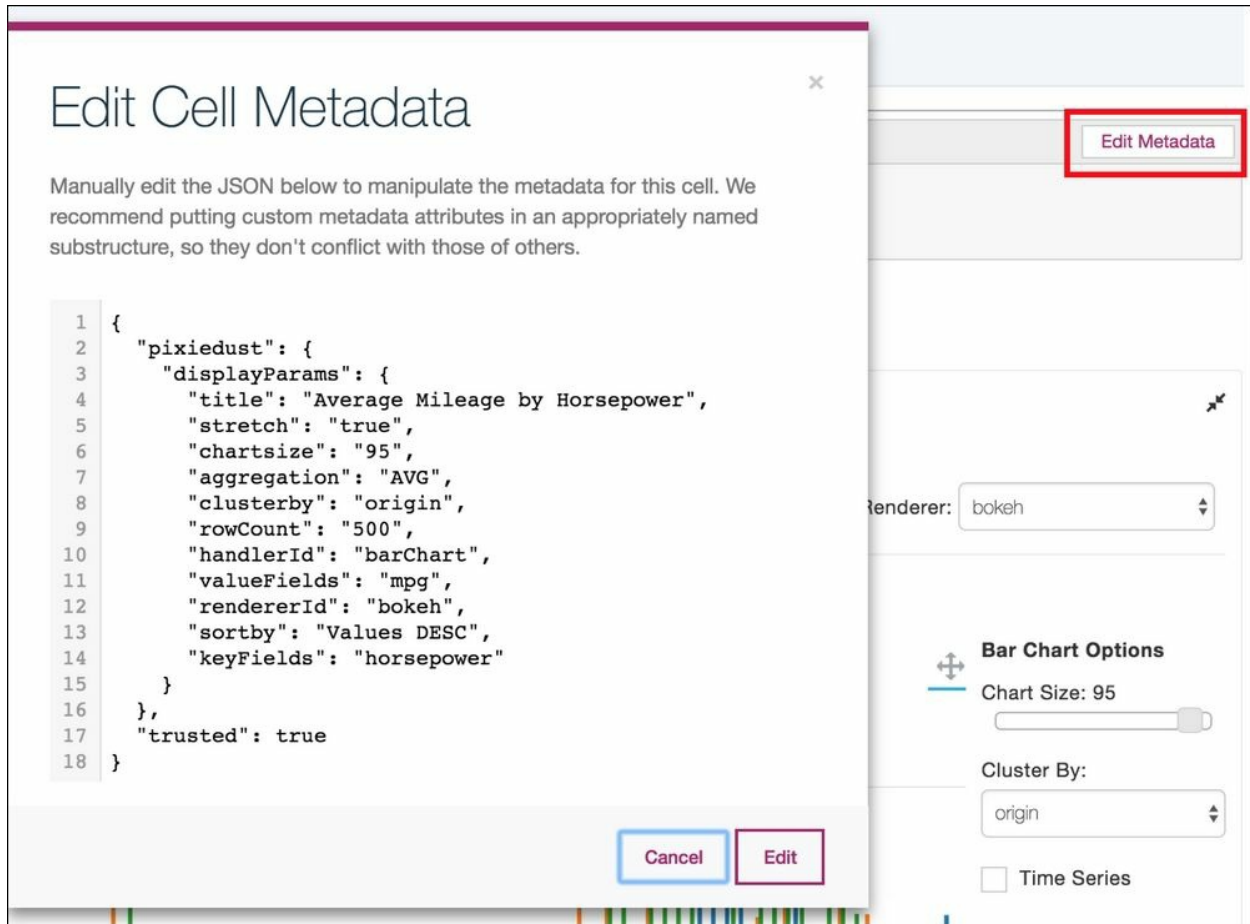 Edit Cell Metadata
×
Manually edit the JSON below to manipulate the metadata for this cell. We
recommend putting custom metadata attributes in an appropriately named
substructure, so they don't conflict with those of others.
1 {
2 "pixiedust": {
3 "displayParams": {
4 "title": "Average Mileage by Horsepower",
5 "stretch": "true",
6 "chartsize": "95",
7 "aggregation": "AVG",
8 "clusterby": "origin",
9 "rowCount": "500",
10 "handlerId": "barChart",
11 "valueFields": "mpg",
12 "rendererId": "bokeh",
13 "sortby": "Values DESC",
14 "keyFields": "horsepower"
15 }
16 },
17 "trusted": true
18 }
Cancel
Edit
Edit Metadata
Renderer: bokeh
Bar Chart Options
Chart Size: 95
Cluster By:
origin
Time Series